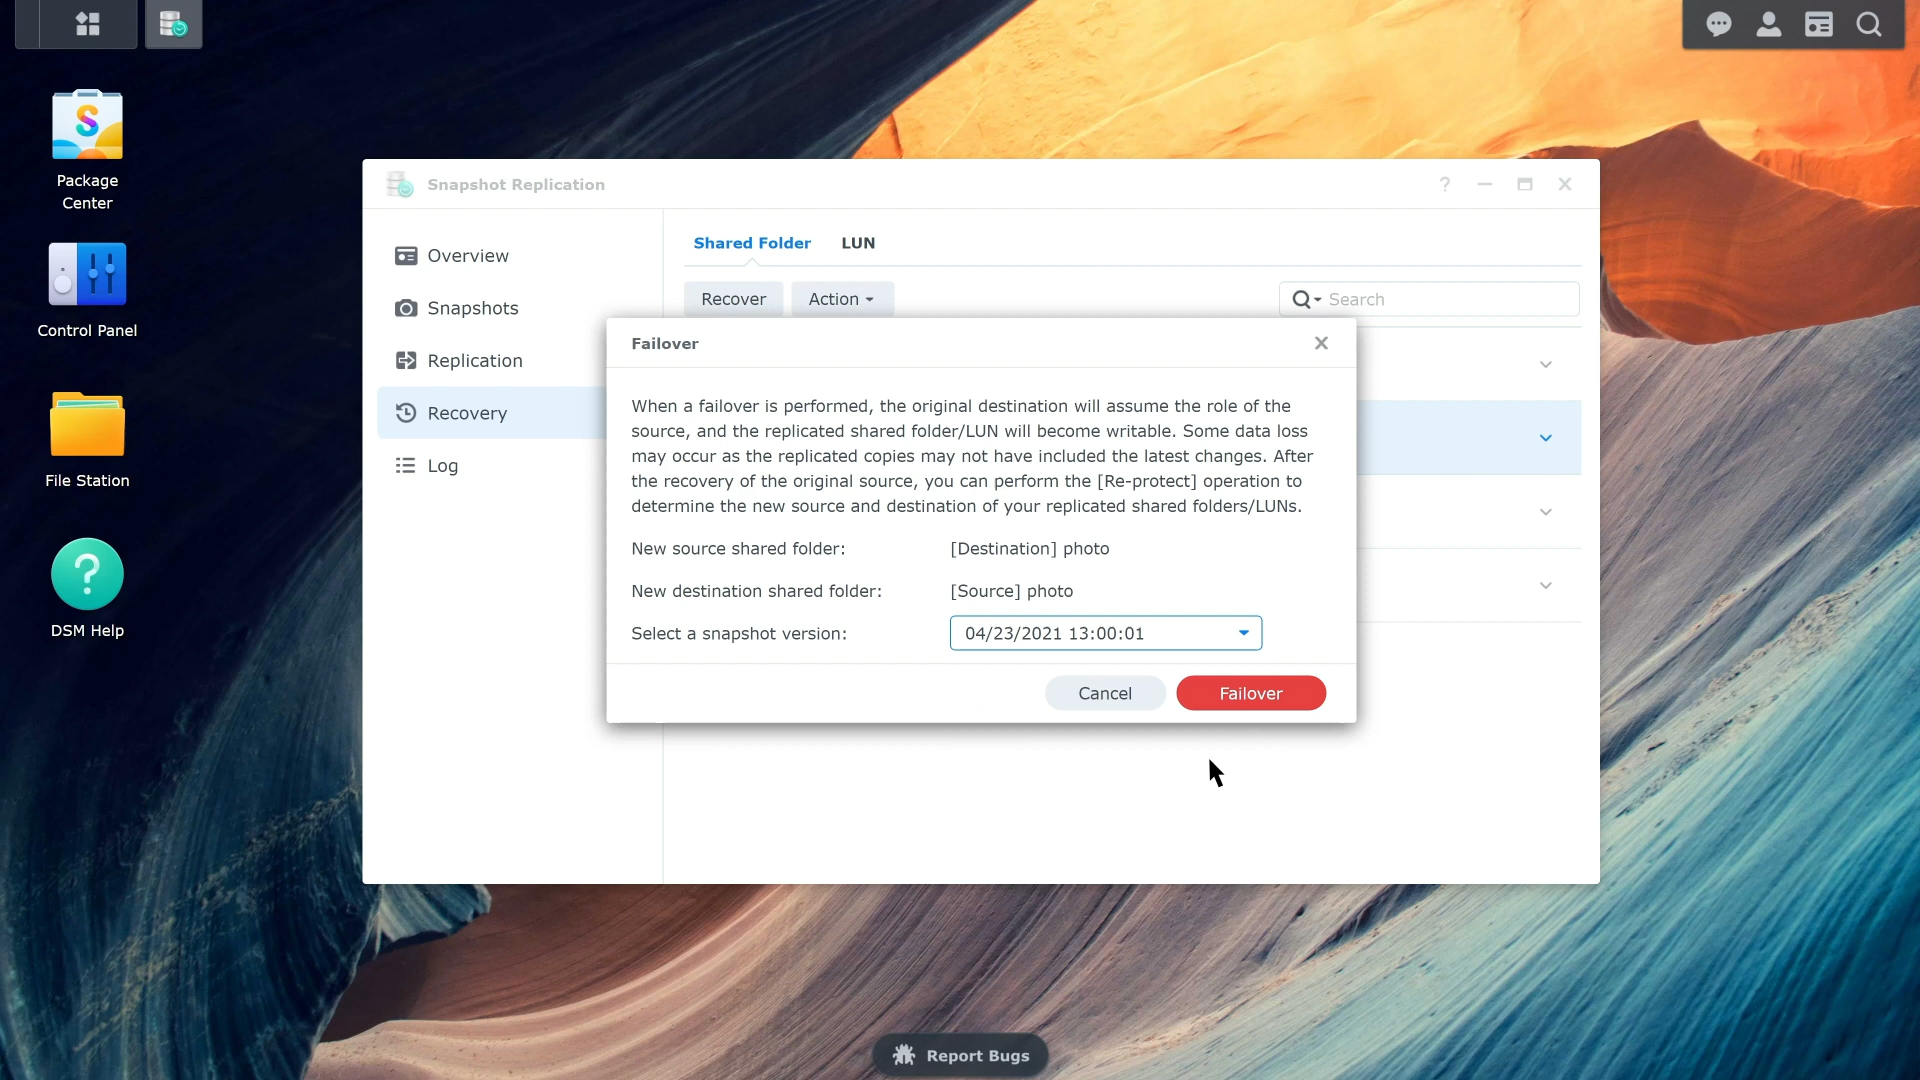 Package
Center
Control Panel
File Station
DSM Help
Snapshot Replication
Overview
Snapshots
Replication
Recovery
Log
Shared Folder LUN
Recover Action Search
Failover
When a failover is performed, the original destination will assume the role of the
source, and the replicated shared folder/LUN will become writable. Some data loss
may occur as the replicated copies may not have included the latest changes. After
the recovery of the original source, you can perform the [Re-protect] operation to
determine the new source and destination of your replicated shared folders/LUNs.
New source shared folder: [Destination] photo
New destination shared folder: [Source] photo
Select a snapshot version: 04/23/2021 13:00:01
Cancel Failover
Report Bugs